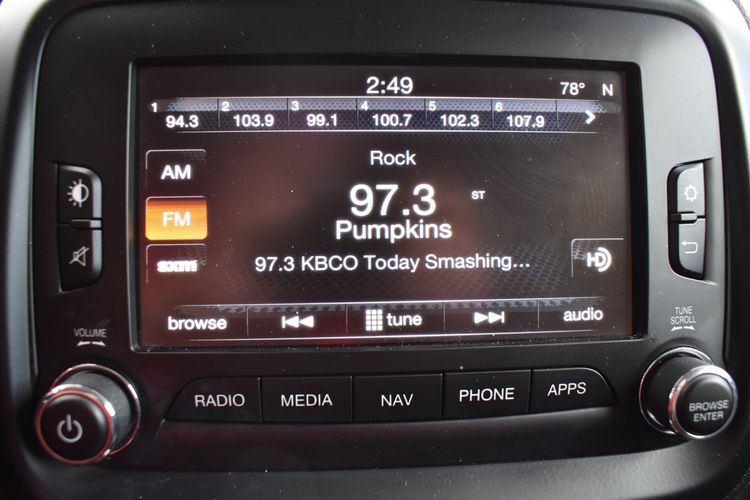 2:49 78° N
1 2 3 4 5 6
94.3 103.9 99.1 100.7 102.3 107.9
Rock
AM
97.3 ST
FM
Pumpkins
sxm 97.3 KBCO Today Smashing... HD
browse tune audio
VOLUME
TUNE
SCROLL
RADIO MEDIA NAV PHONE APPS
BROWSE
ENTER